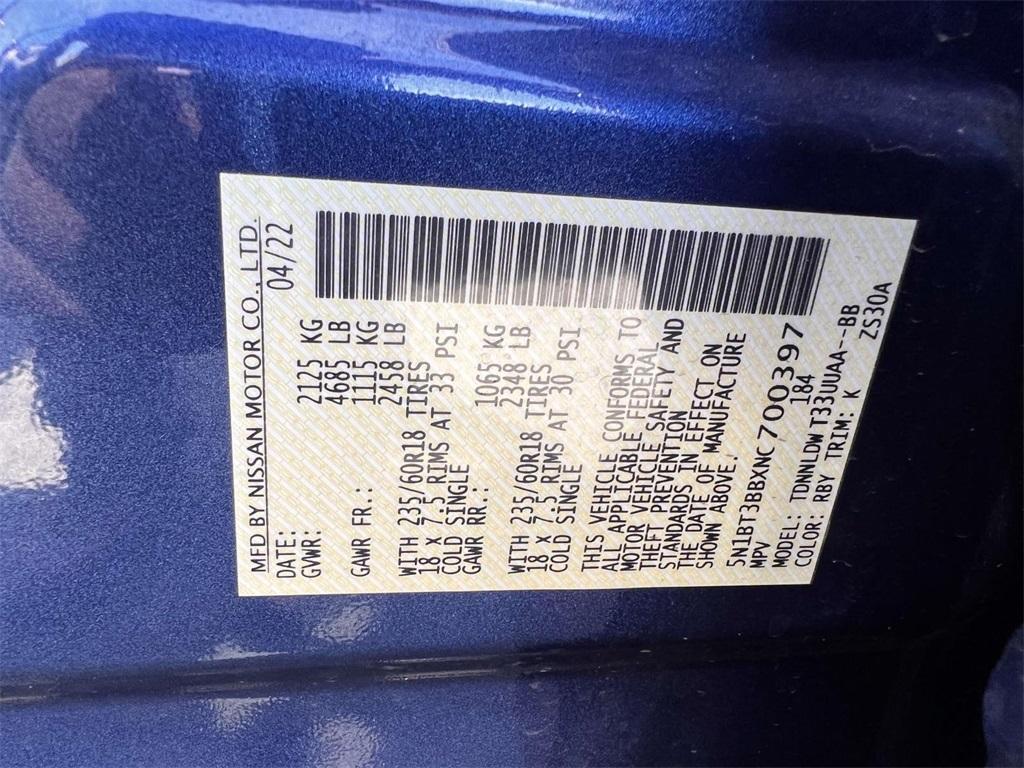 MFD BY NISSAN MOTOR CO., LTD.
DATE: 04/22
GVWR: 2125 KG
4685 LB
GAWR FR.: 1115 KG
2458 LB
WITH 235/60R18 TIRES
18 X 7.5 RIMS AT 33 PSI
COLD SINGLE
GAWR RR.: 1065 KG
2348 LB
WITH 235/60R18 TIRES
18 X 7.5 RIMS AT 30 PSI
COLD SINGLE
THIS VEHICLE CONFORMS TO
ALL APPLICABLE FEDERAL
MOTOR VEHICLE SAFETY AND
THEFT PREVENTION
STANDARDS IN EFFECT ON
THE DATE OF MANUFACTURE
SHOWN ABOVE.
5N1BT3BBXNC700397
MPV 184
MODEL: TDNNLDW T33UUAA--BB
COLOR: RBY TRIM: K ZS30A